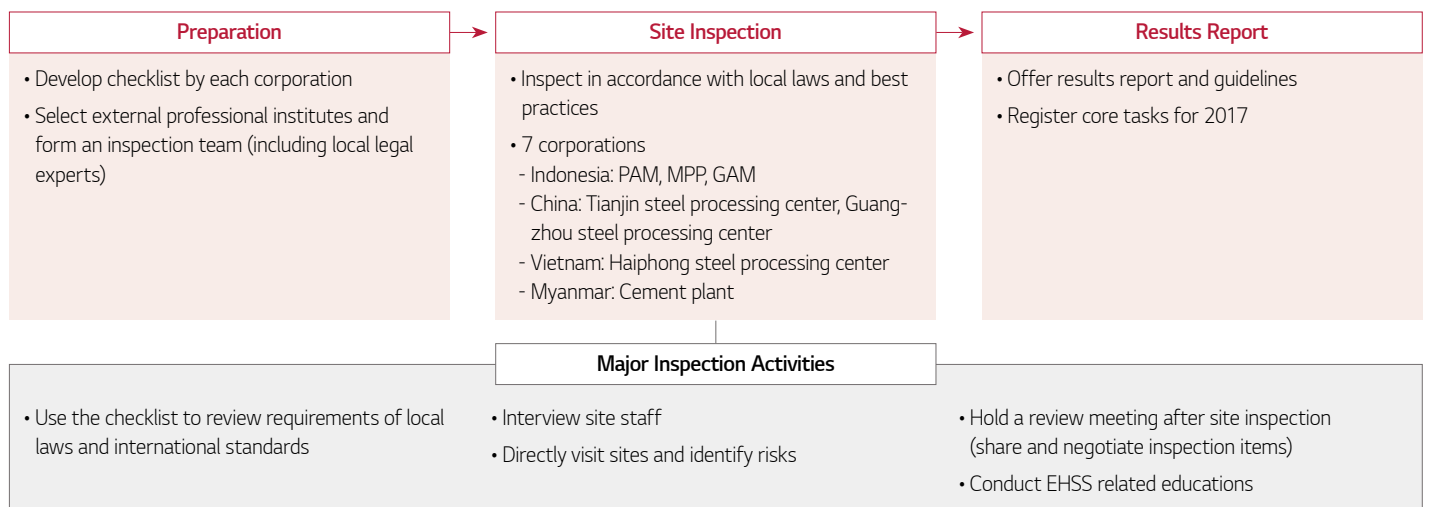 Preparation
• Develop checklist by each corporation
• Select external professional institutes and
form an inspection team (including local legal
experts)
Site Inspection
• Inspect in accordance with local laws and best
practices
• 7 corporations
- Indonesia: PAM, MPP, GAM
- China: Tianjin steel processing center, Guang-
zhou steel processing center
- Vietnam: Haiphong steel processing center
- Myanmar: Cement plant
Results Report
• Offer results report and guidelines
• Register core tasks for 2017
Major Inspection Activities
• Use the checklist to review requirements of local
laws and international standards
• Interview site staff
• Directly visit sites and identify risks
• Hold a review meeting after site inspection
(share and negotiate inspection items)
• Conduct EHSS related educations